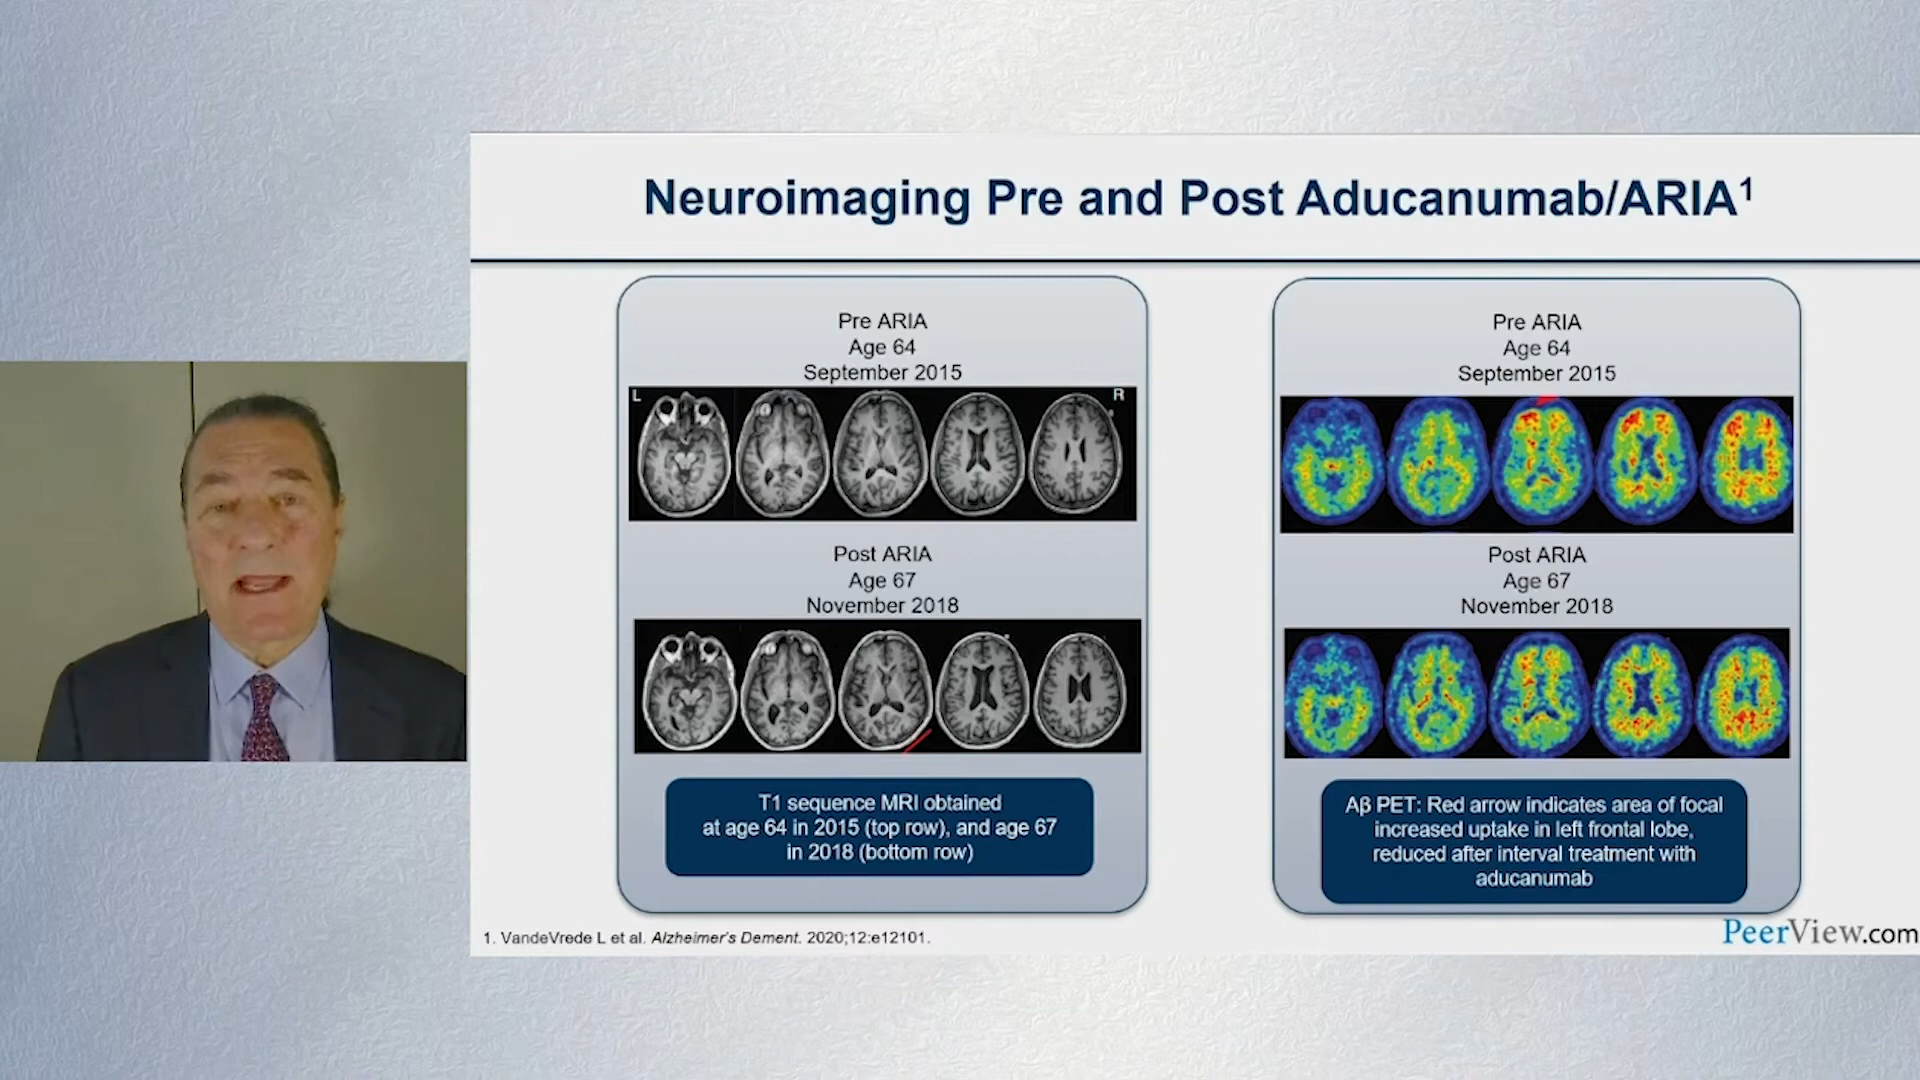 Neuroimaging Pre and Post Aducanumab/ARIA1
Pre ARIA
Age 64
September 2015
L
R
Post ARIA
Age 67
November 2018
T1 sequence MRI obtained
at age 64 in 2015 (top row), and age 67
in 2018 (bottom row)
Pre ARIA
Age 64
September 2015
Post ARIA
Age 67
November 2018
Aβ PET: Red arrow indicates area of focal
increased uptake in left frontal lobe,
reduced after interval treatment with
aducanumab
1. VandeVrede L et al. Alzheimer's Dement. 2020;12:e12101.
PeerView.com